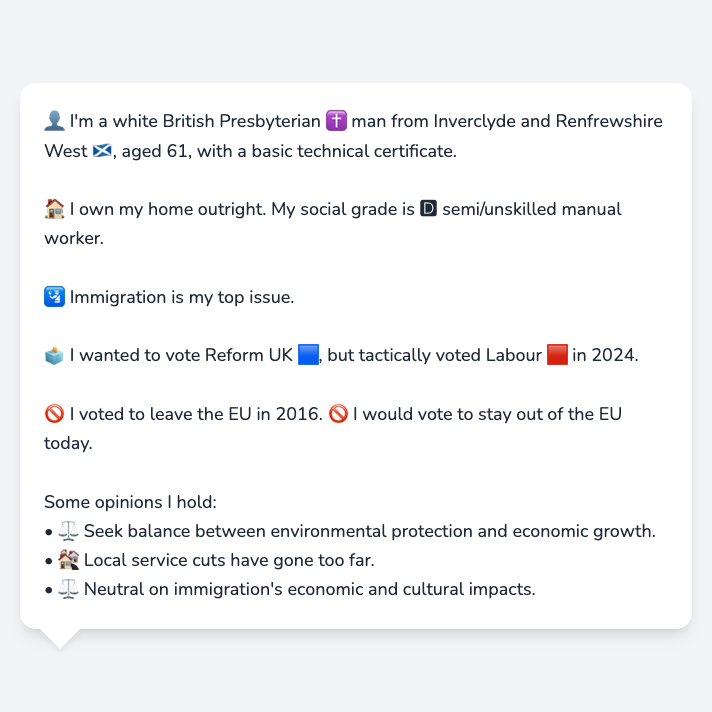 👤 I'm a white British Presbyterian ✝️ man from Inverclyde and Renfrewshire
West 🏴󠁧󠁢󠁳󠁣󠁴󠁿, aged 61, with a basic technical certificate.
🏠 I own my home outright. My social grade is 🅳 semi/unskilled manual
worker.
🛂 Immigration is my top issue.
🗳️ I wanted to vote Reform UK 🟦, but tactically voted Labour 🟥 in 2024.
🚫 I voted to leave the EU in 2016. 🚫 I would vote to stay out of the EU
today.
Some opinions I hold:
• ⚖️ Seek balance between environmental protection and economic growth.
• 🏚️ Local service cuts have gone too far.
• ⚖️ Neutral on immigration's economic and cultural impacts.